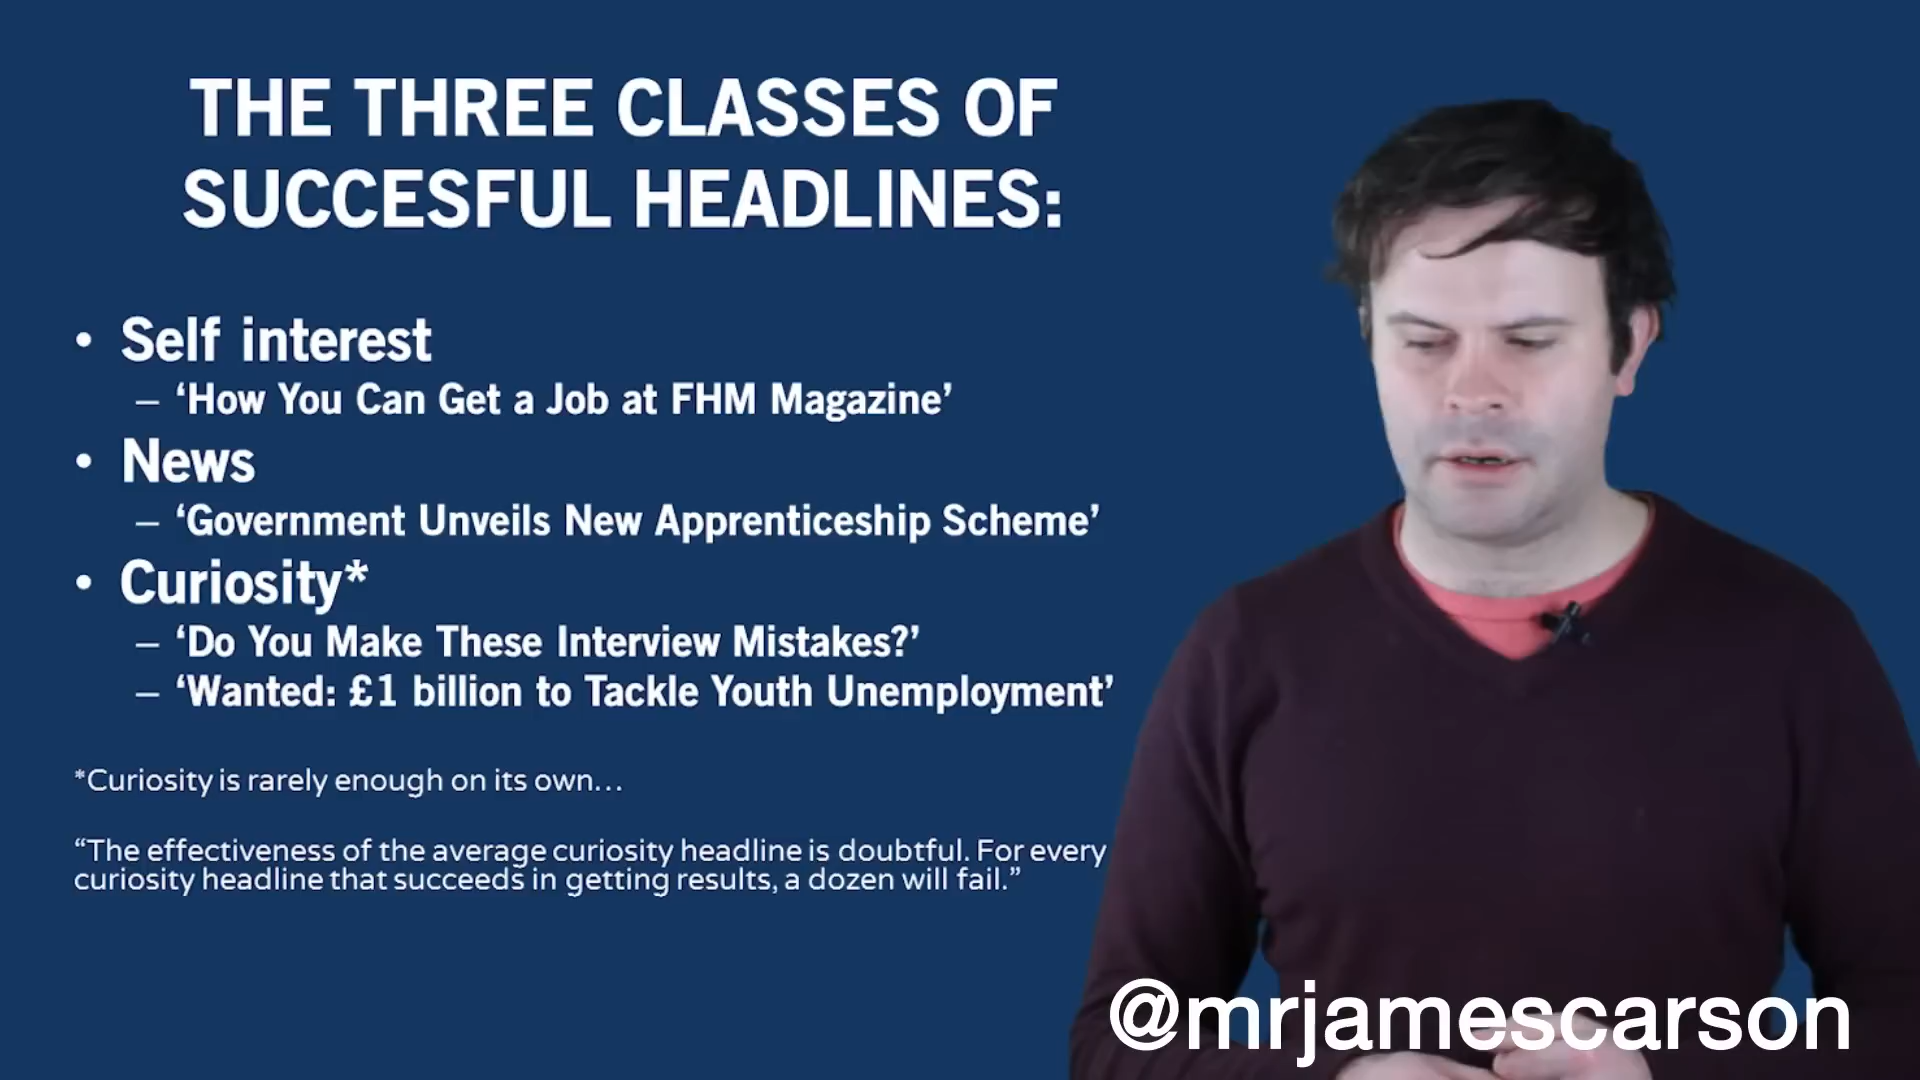 THE THREE CLASSES OF
SUCCESFUL HEADLINES:
• Self interest
– ‘How You Can Get a Job at FHM Magazine’
• News
– ‘Government Unveils New Apprenticeship Scheme’
• Curiosity*
– ‘Do You Make These Interview Mistakes?’
– ‘Wanted: £1 billion to Tackle Youth Unemployment’
*Curiosity is rarely enough on its own…
“The effectiveness of the average curiosity headline is doubtful. For every
curiosity headline that succeeds in getting results, a dozen will fail.”
@mrjamescarson